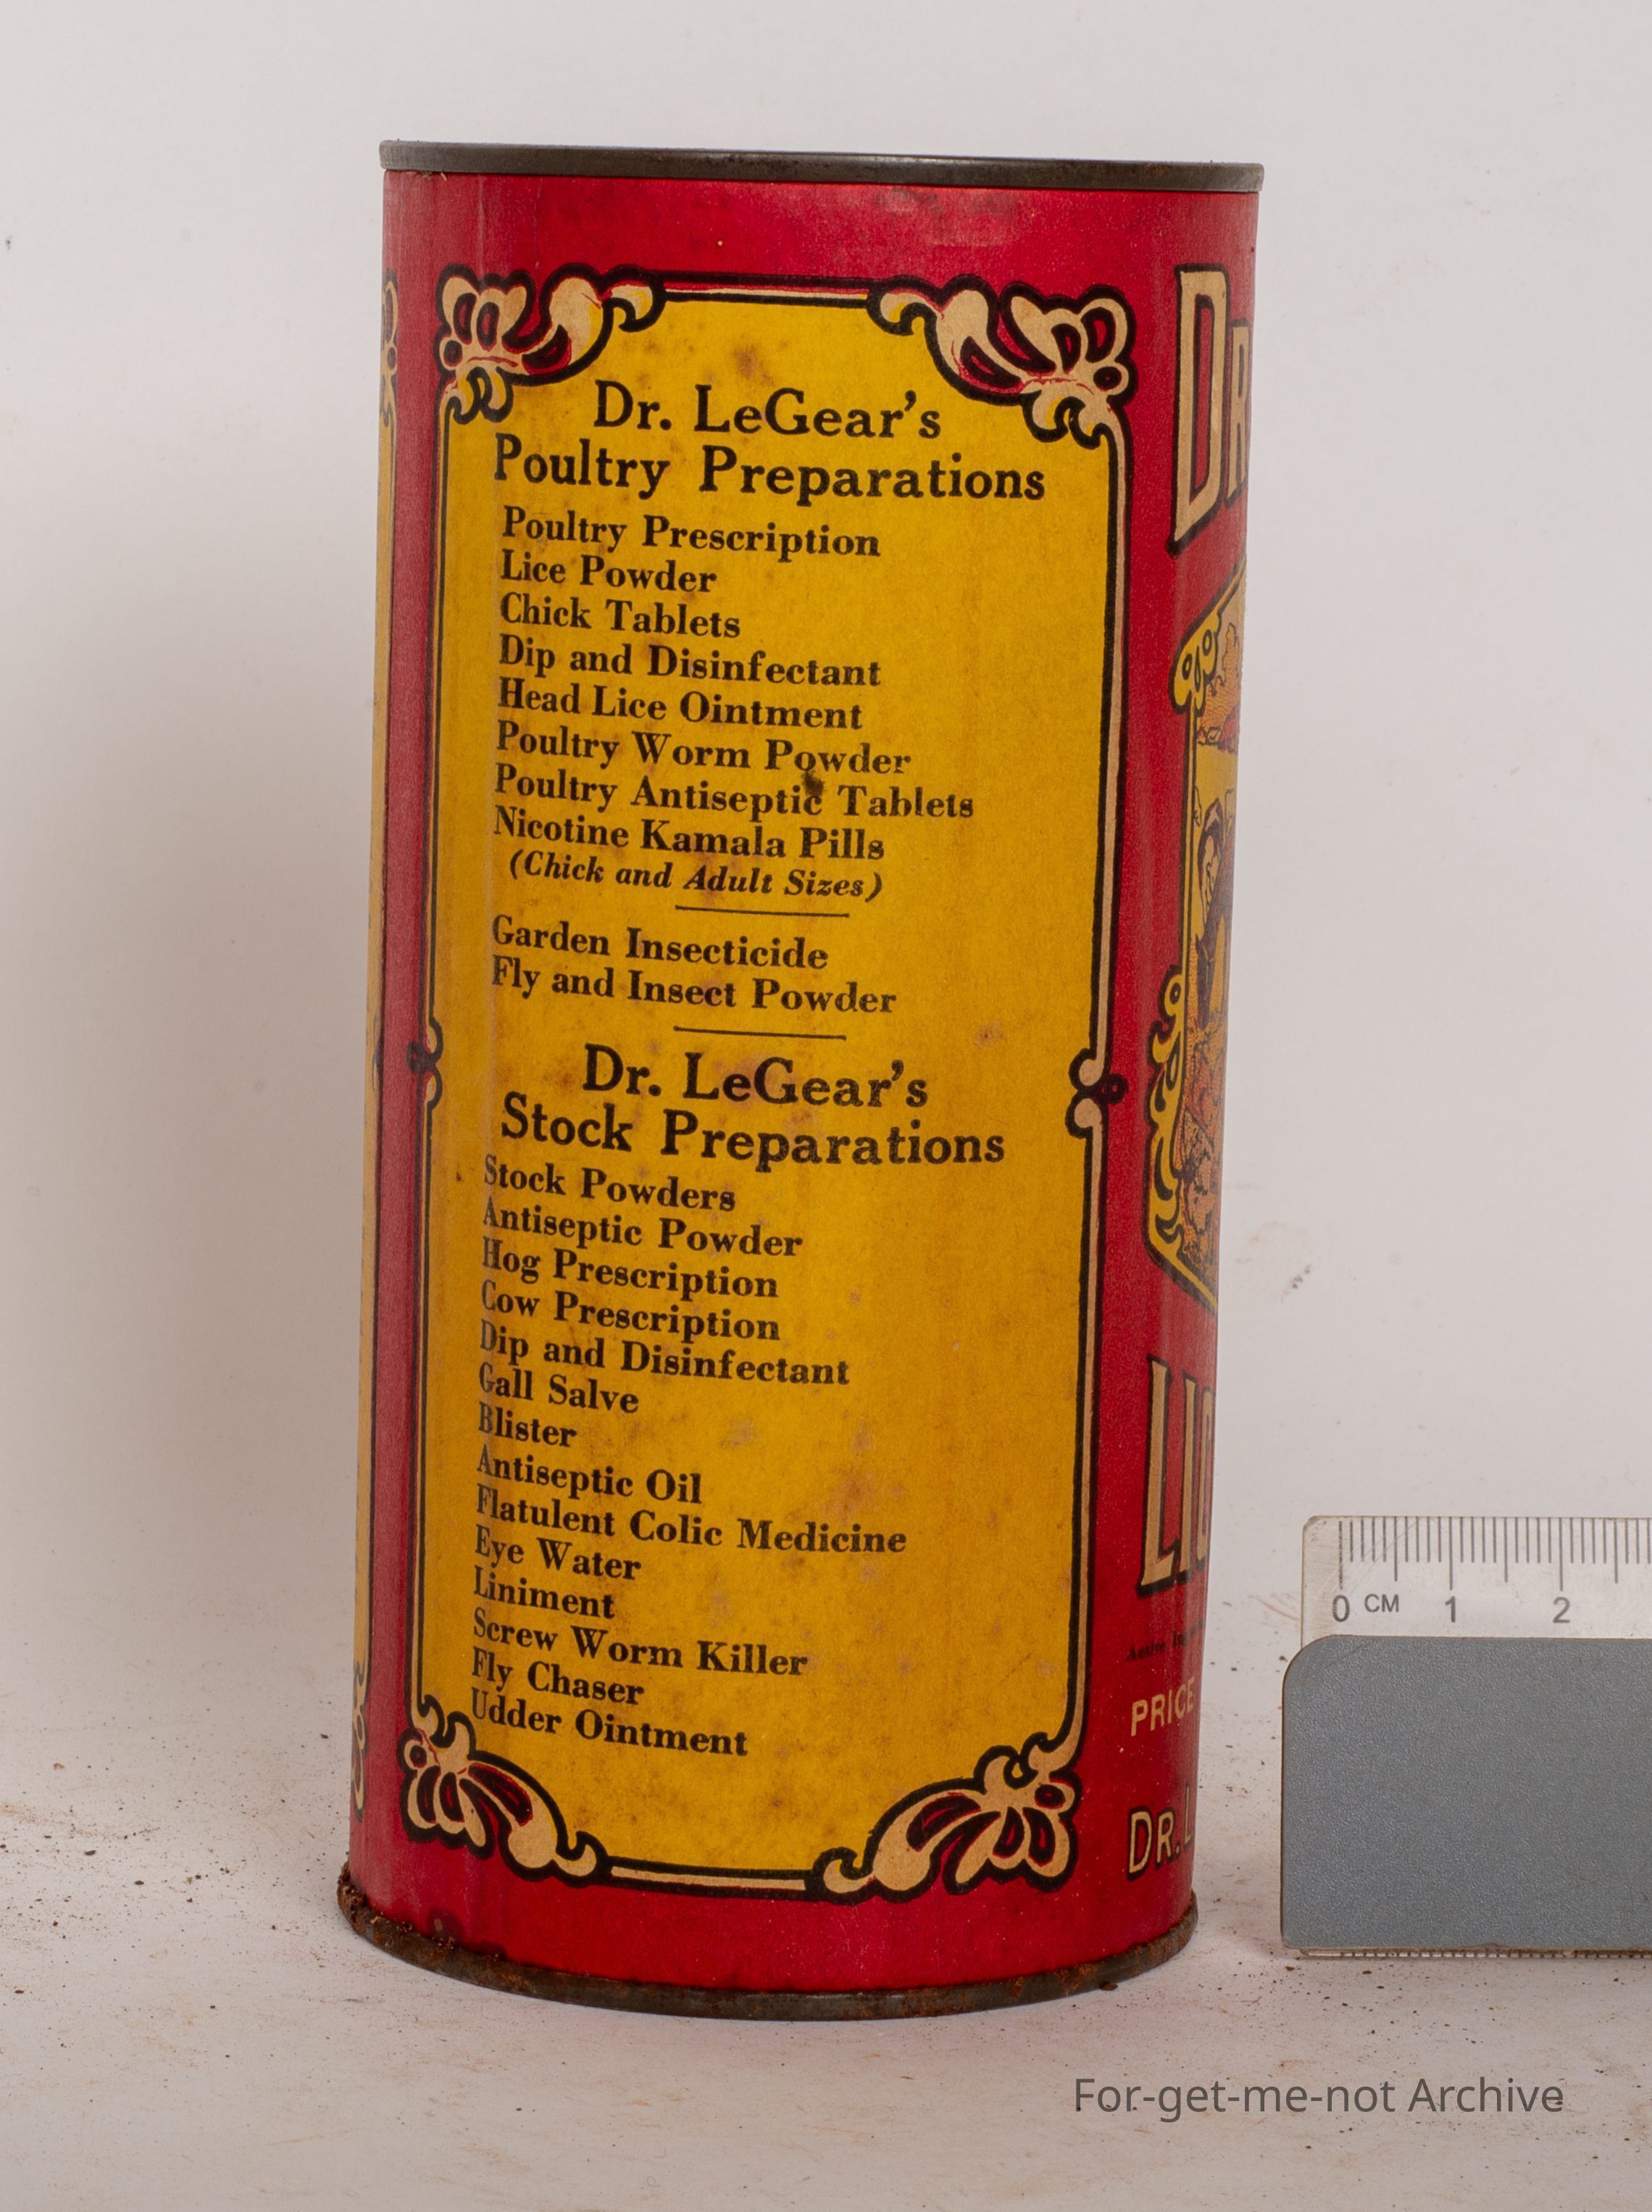 Dr. LeGear's
Poultry Preparations
Poultry Prescription
Lice Powder
Chick Tablets
Dip and Disinfectant
Head Lice Ointment
Poultry Worm Powder
Poultry Antiseptic Tablets
Nicotine Kamala Pills
(Chick and Adult Sizes)
Garden Insecticide
Fly and Insect Powder
Dr. LeGear's
Stock Preparations
Stock Powders
Antiseptic Powder
Hog Prescription
Cow Prescription
Dip and Disinfectant
Gall Salve
Blister
Antiseptic Oil
Flatulent Colic Medicine
Eye Water
Liniment
Screw Worm Killer
Fly Chaser
Udder Ointment
DR
LIC
Active
PRICE
DR. L
0 CM 1 2
For-get-me-not Archive